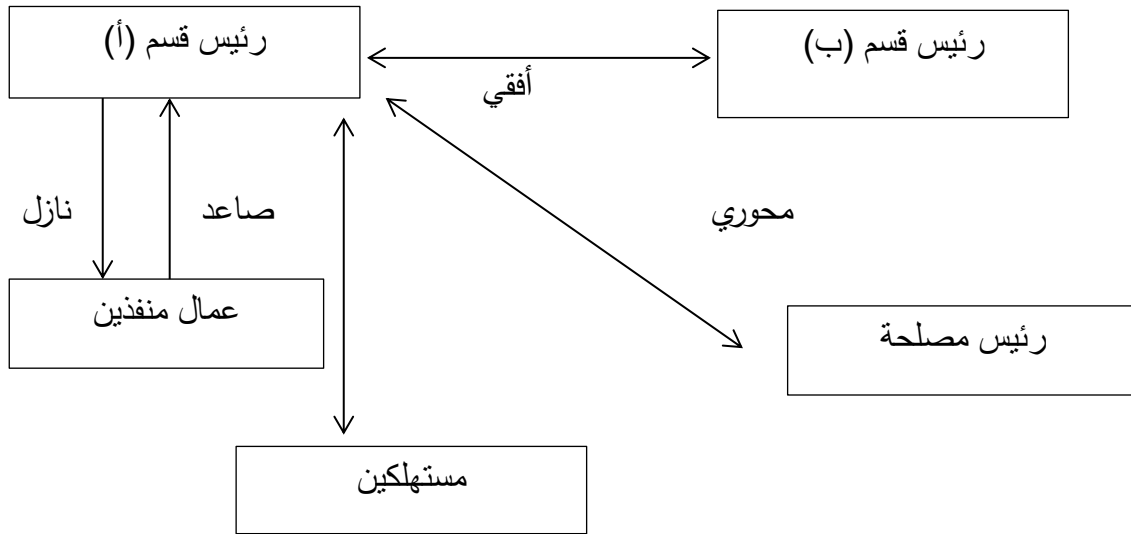 رئيس قسم (أ)
رئيس قسم (ب)
أفقي
نازل
صاعد
محوري
عمال منفذين
رئيس مصلحة
مستهلكين